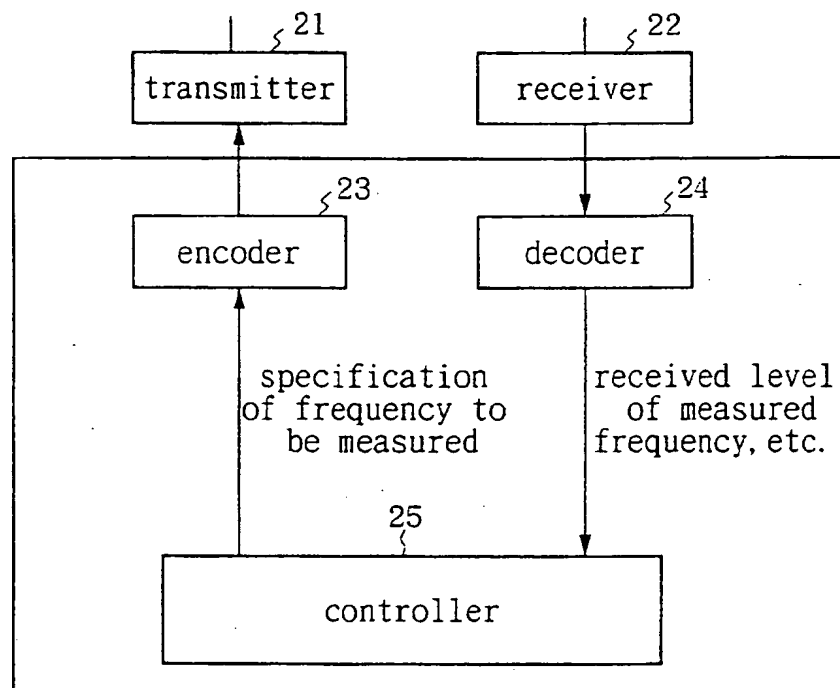 21
22
transmitter
receiver
23
24
encoder
decoder
specification
of frequency to
be measured
received level
of measured
frequency, etc.
25
controller